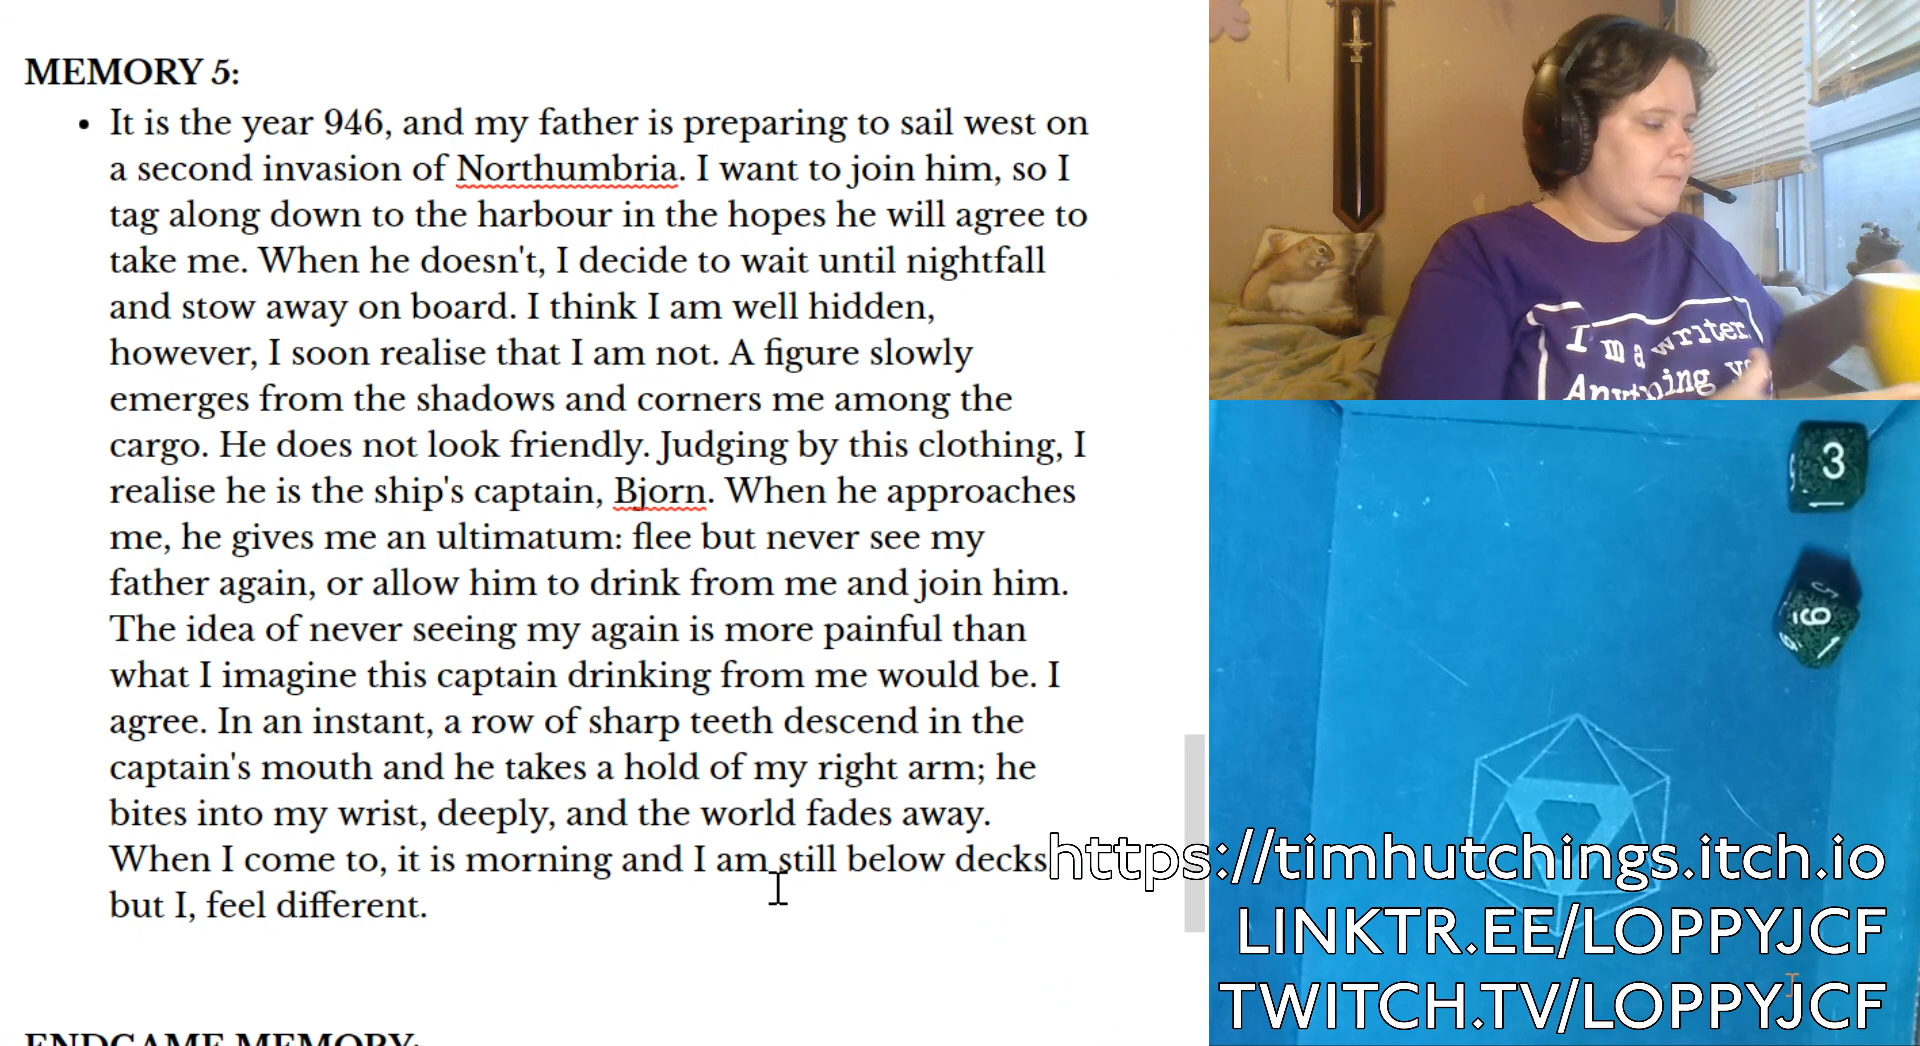 MEMORY 5:
• It is the year 946, and my father is preparing to sail west on
a second invasion of Northumbria. I want to join him, so I
tag along down to the harbour in the hopes he will agree to
take me. When he doesn't, I decide to wait until nightfall
and stow away on board. I think I am well hidden,
however, I soon realise that I am not. A figure slowly
emerges from the shadows and corners me among the
cargo. He does not look friendly. Judging by this clothing, I
realise he is the ship's captain, Bjorn. When he approaches
me, he gives me an ultimatum: flee but never see my
father again, or allow him to drink from me and join him.
The idea of never seeing my again is more painful than
what I imagine this captain drinking from me would be. I
agree. In an instant, a row of sharp teeth descend in the
captain's mouth and he takes a hold of my right arm; he
bites into my wrist, deeply, and the world fades away.
When I come to, it is morning and I am still below decks
but I, feel different.
ENDGAME MEMORY:
I'm a writer.
Anything
3
1
6
1
https://timhutchings.itch.io
LINKTR.EE/LOPPYJCF
TWITCH.TV/LOPPYJCF